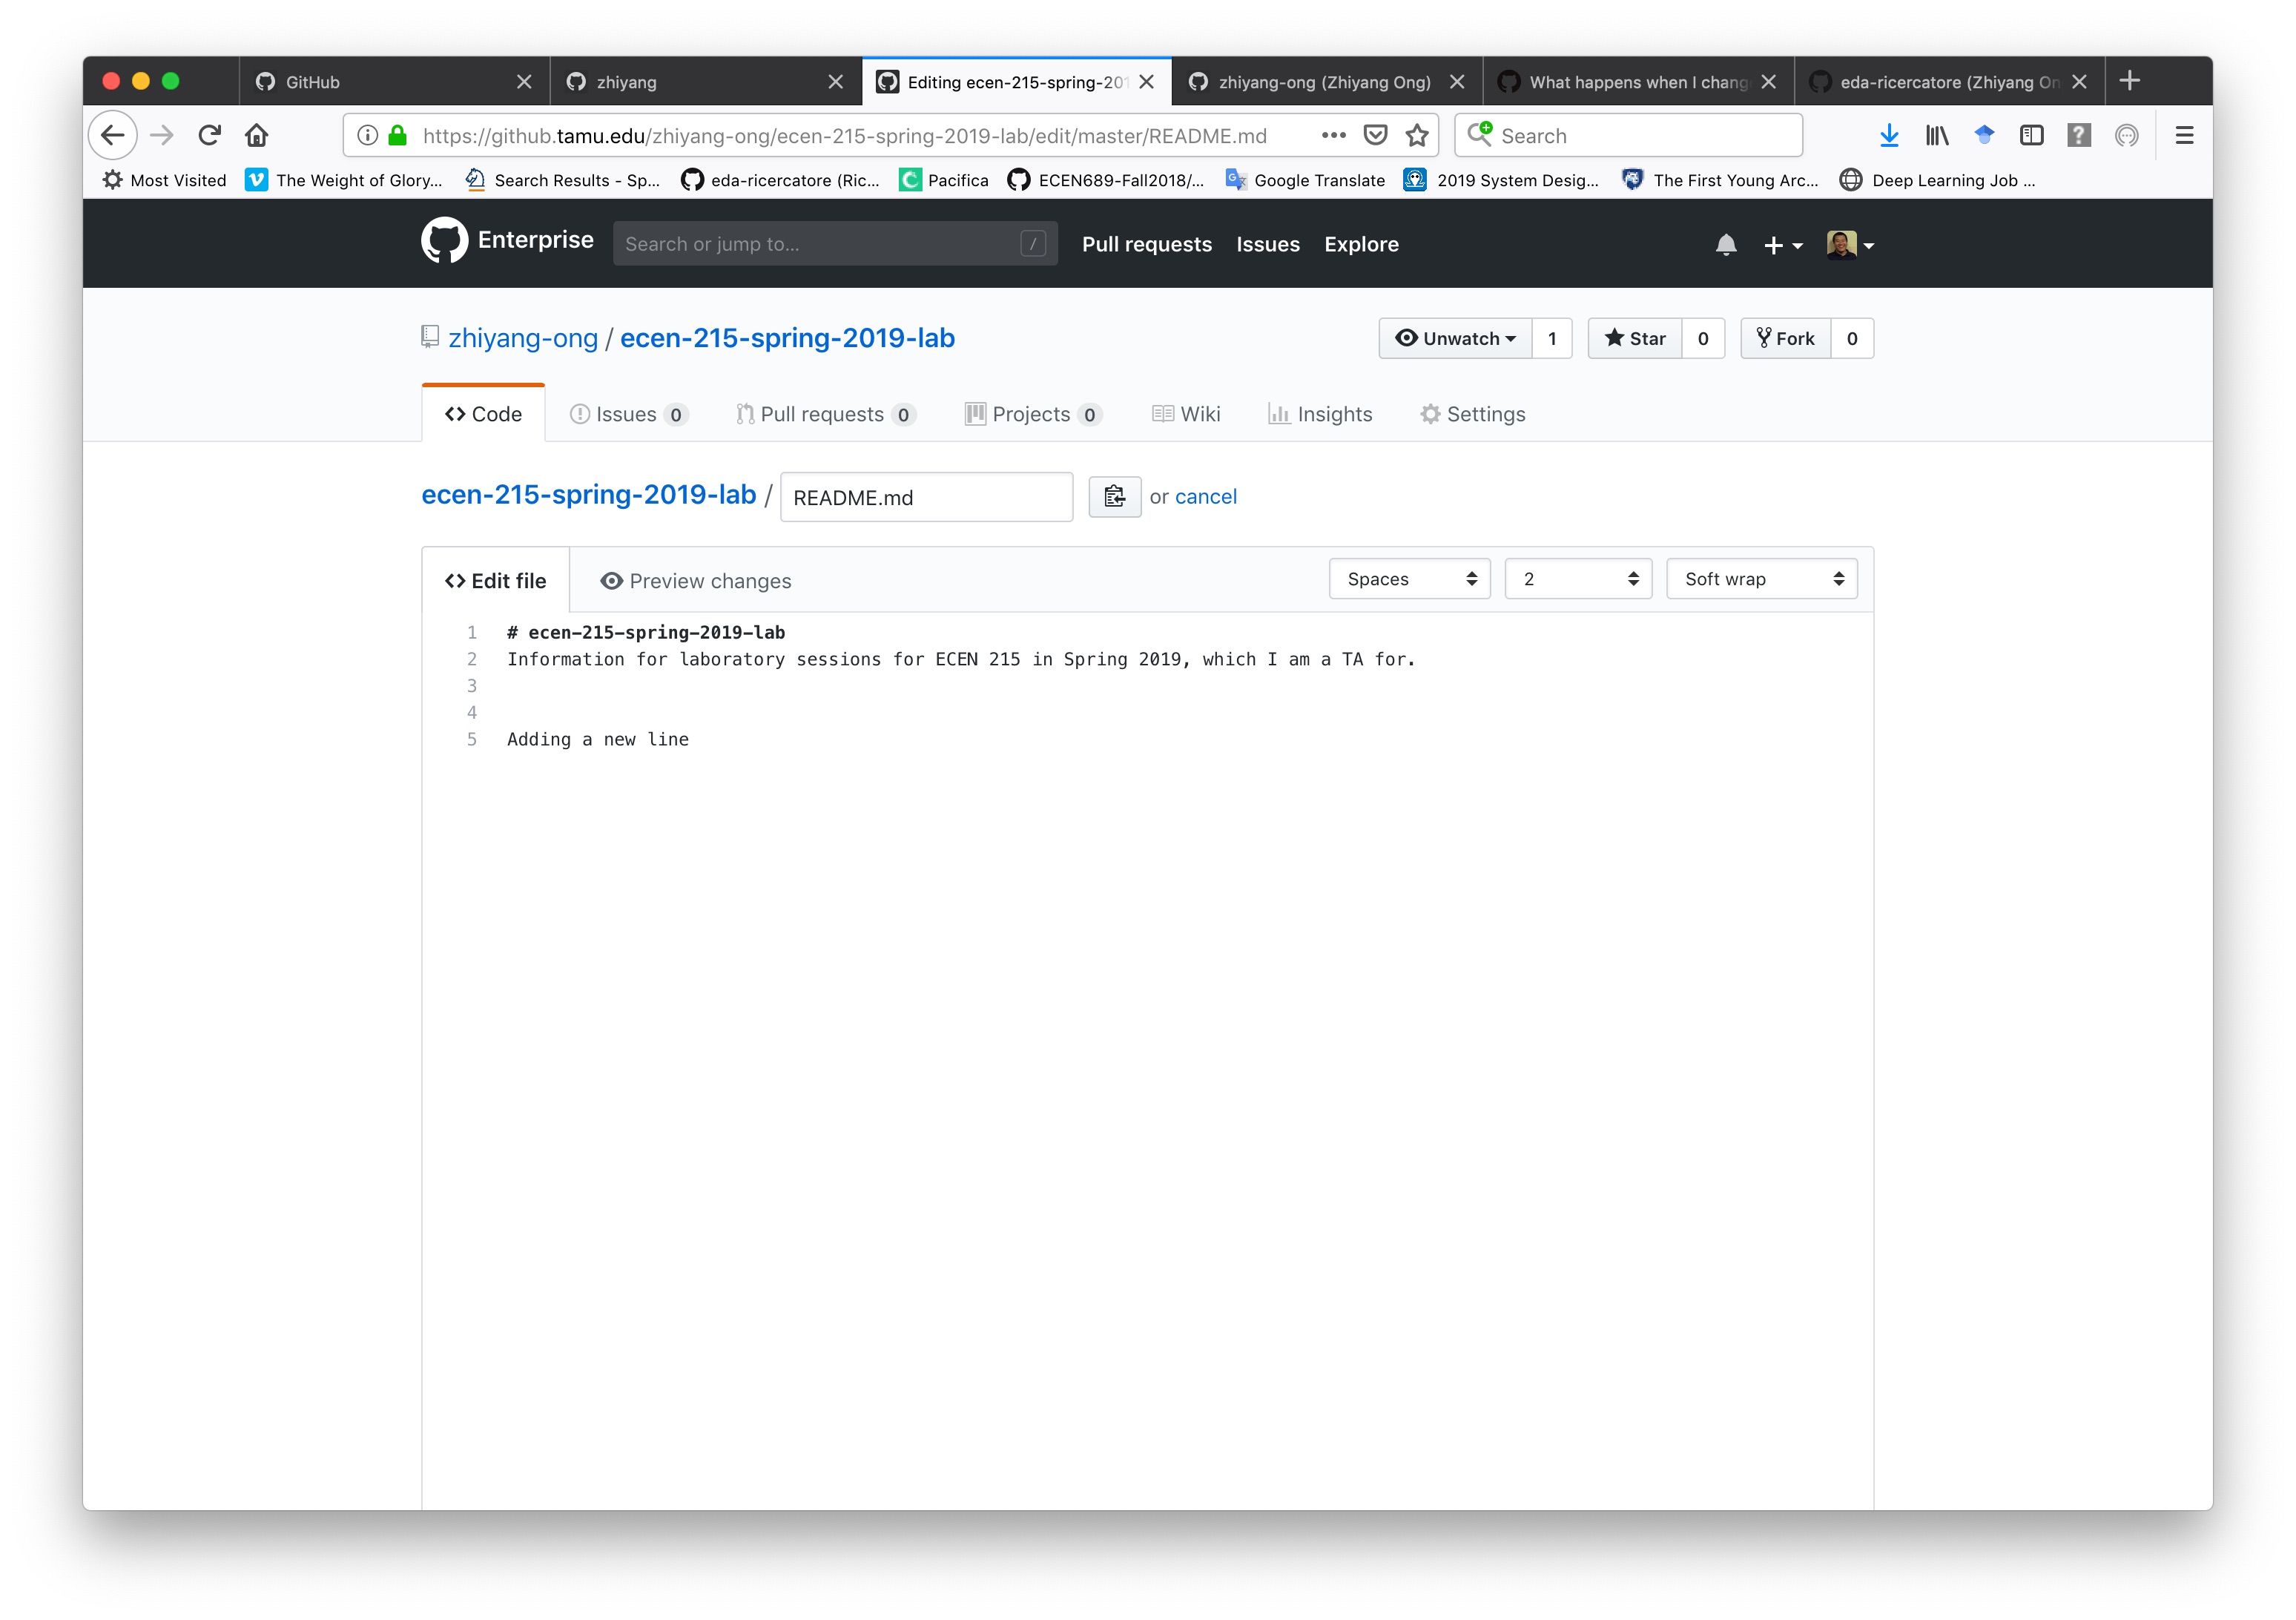 GitHub
zhiyang
Editing ecen-215-spring-201
zhiyang-ong (Zhiyang Ong)
What happens when I chang
eda-ricercatore (Zhiyang On
https://github.tamu.edu/zhiyang-ong/ecen-215-spring-2019-lab/edit/master/README.md
Search
Most Visited
The Weight of Glory...
Search Results - Sp...
eda-ricercatore (Ric...
Pacifica
ECEN689-Fall2018/...
Google Translate
2019 System Desig...
The First Young Arc...
Deep Learning Job ...
Enterprise
Search or jump to...
/
Pull requests
Issues
Explore
zhiyang-ong / ecen-215-spring-2019-lab
Unwatch 1
Star 0
Fork 0
Code
Issues 0
Pull requests 0
Projects 0
Wiki
Insights
Settings
ecen-215-spring-2019-lab / README.md or cancel
Edit file
Preview changes
Spaces
2
Soft wrap
1 # ecen-215-spring-2019-lab
2 Information for laboratory sessions for ECEN 215 in Spring 2019, which I am a TA for.
3
4
5 Adding a new line